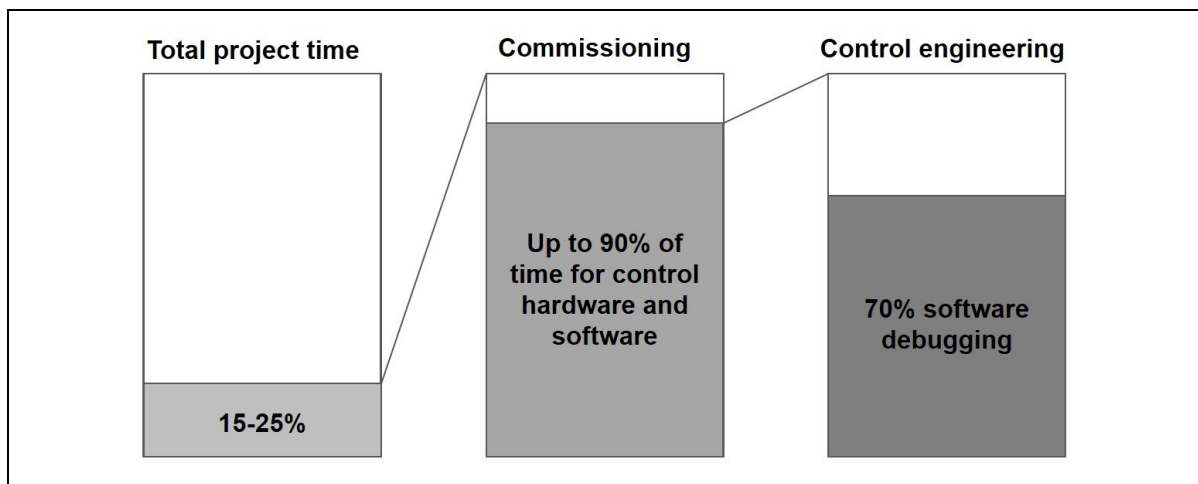 Total project time
Commissioning
Control engineering
15-25%
Up to 90% of
time for control
hardware and
software
70% software
debugging